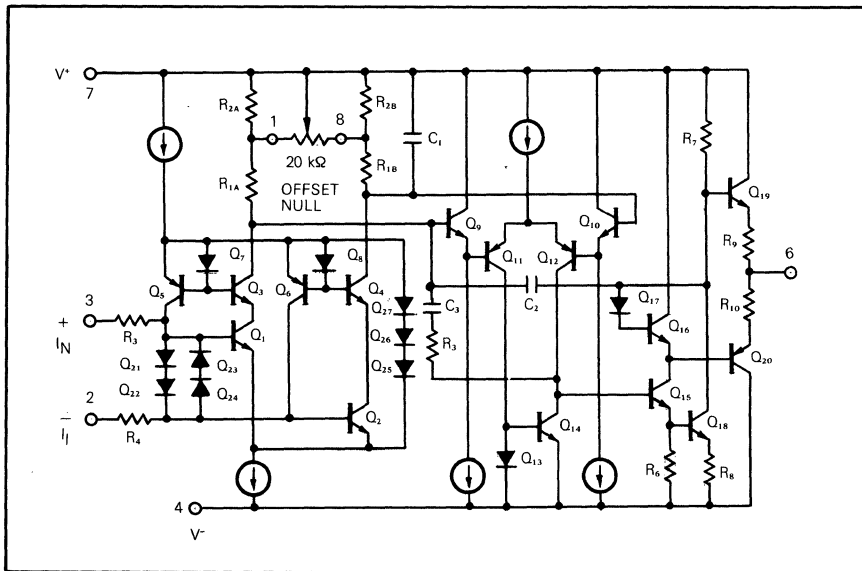 V+
7
R2A
1
8
R2B
20 kΩ
OFFSET
NULL
R1A
R1B
C1
R7
Q19
R9
6
R10
Q20
Q9
Q10
Q11
Q12
Q7
Q8
Q5
Q3
Q6
Q4
Q27
Q26
Q25
C3
C2
R3
Q17
Q16
3
+
IN
R3
Q1
Q21
Q22
Q23
Q24
2
–
II
R4
Q2
Q13
Q14
Q15
Q18
R6
R8
4
V-